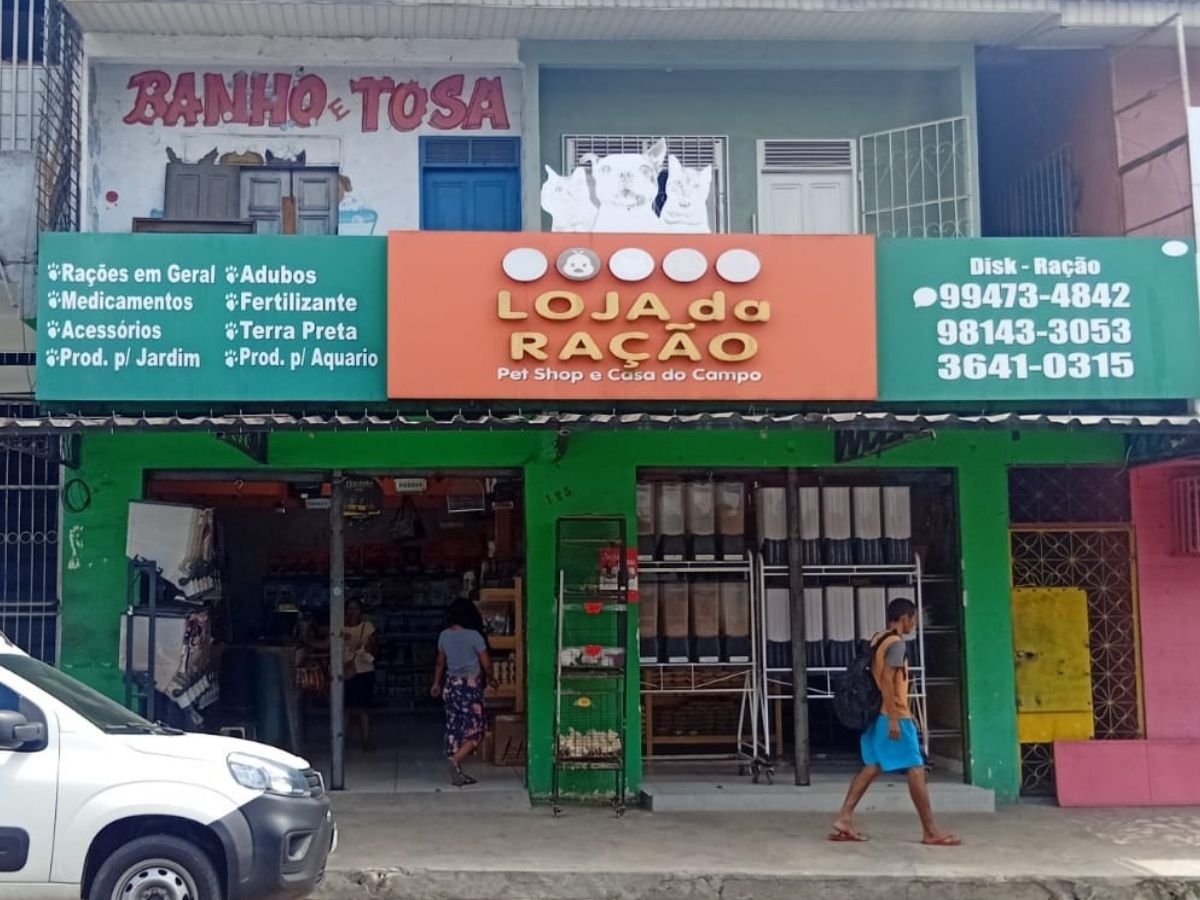 BANHO E TOSA
Rações em Geral
Medicamentos
Acessórios
Prod. p/ Jardim
Adubos
Fertilizante
Terra Preta
Prod. p/ Aquario
LOJA da
RAÇÃO
Pet Shop e Casa do Campo
Disk - Ração
99473-4842
98143-3053
3641-0315